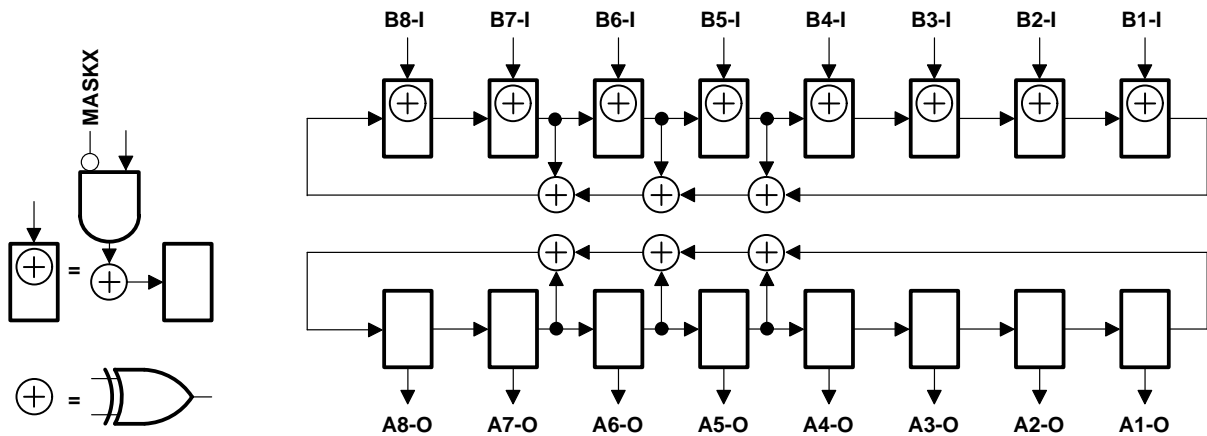 B8-I B7-I B6-I B5-I B4-I B3-I B2-I B1-I
MASKX
=
=
A8-O A7-O A6-O A5-O A4-O A3-O A2-O A1-O